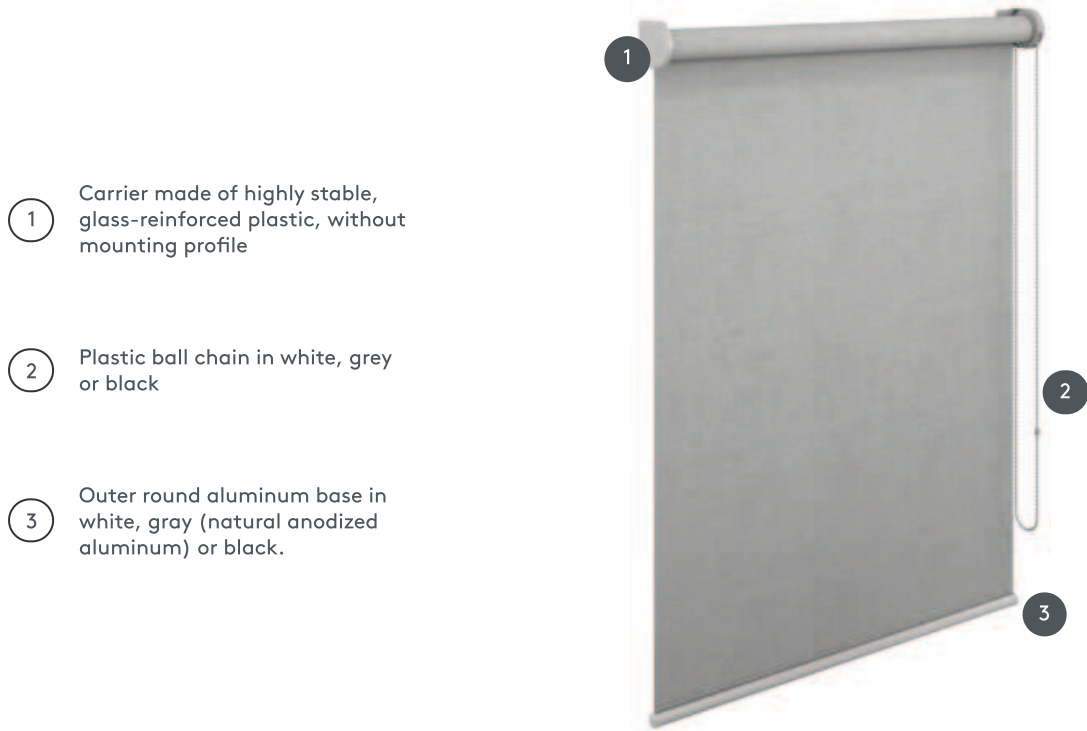 1
Carrier made of highly stable,
glass-reinforced plastic, without
mounting profile
2
Plastic ball chain in white, grey
or black
3
Outer round aluminum base in
white, gray (natural anodized
aluminum) or black.
1
2
3